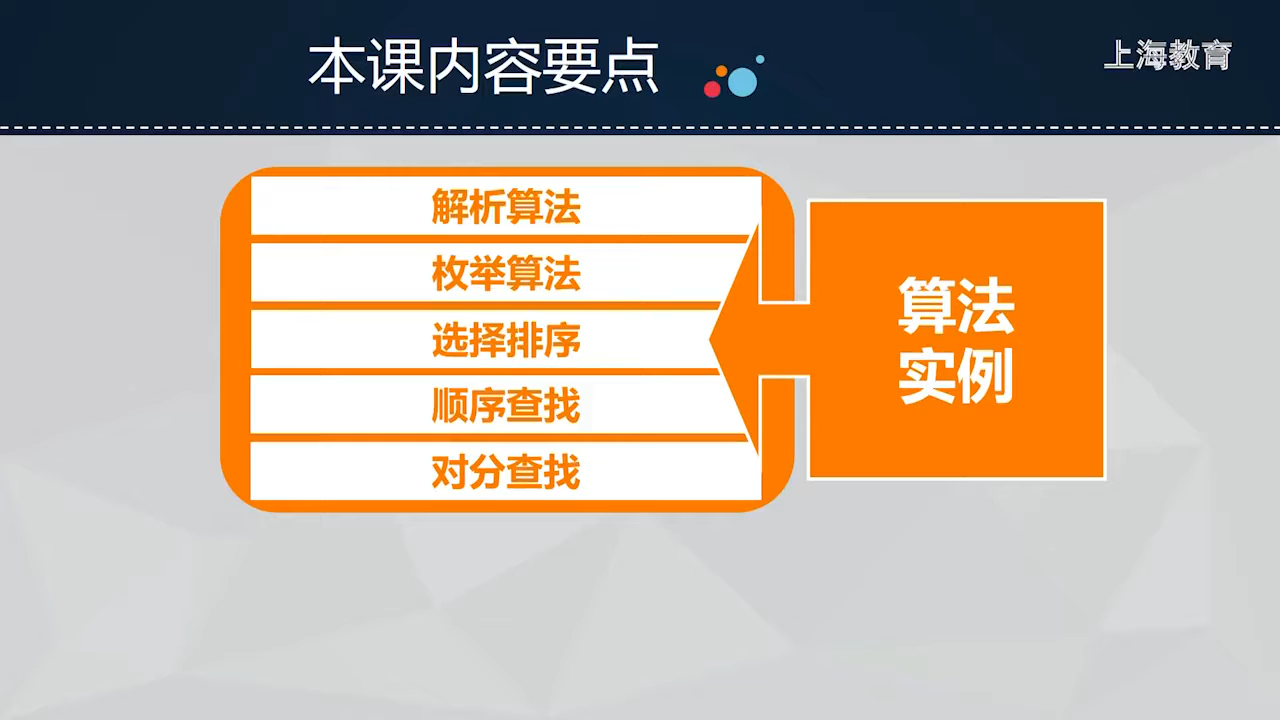 本课内容要点
上海教育
解析算法
枚举算法
选择排序
顺序查找
对分查找
算法
实例